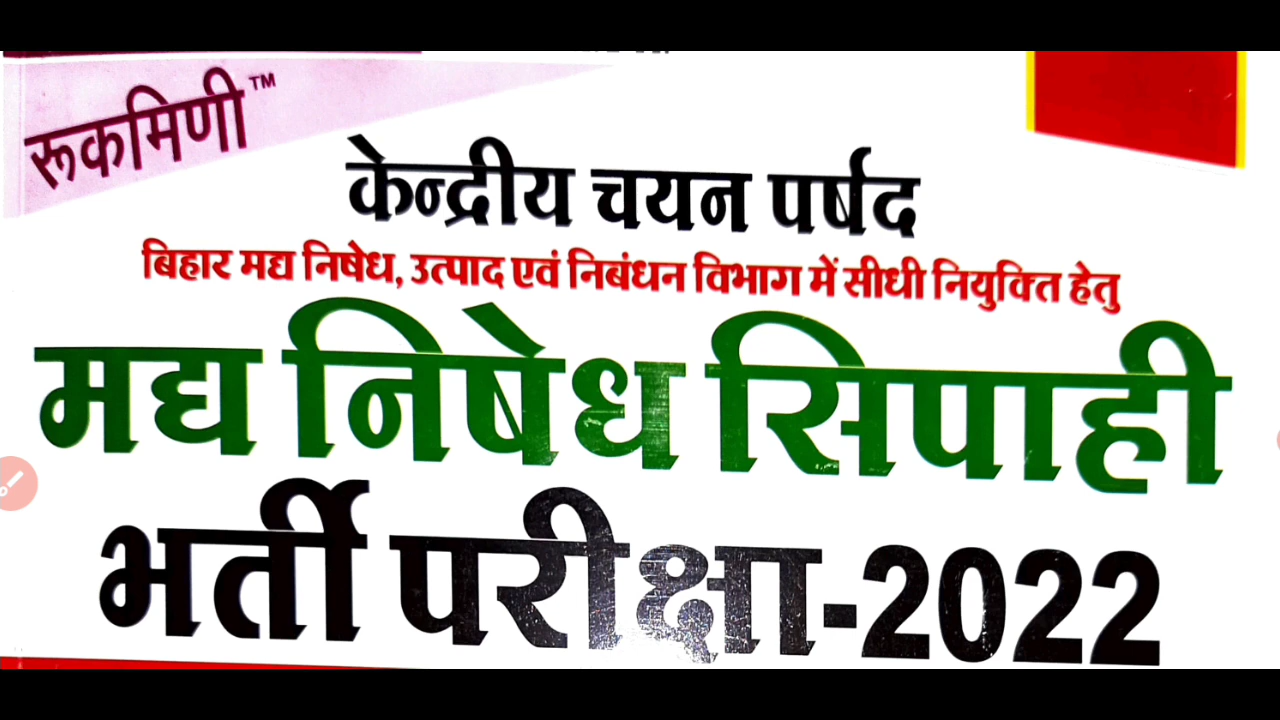 रूकमिणी™
केन्द्रीय चयन पर्षद
बिहार मद्य निषेध, उत्पाद एवं निबंधन विभाग में सीधी नियुक्ति हेतु
मद्य निषेध सिपाही
भर्ती परीक्षा-2022